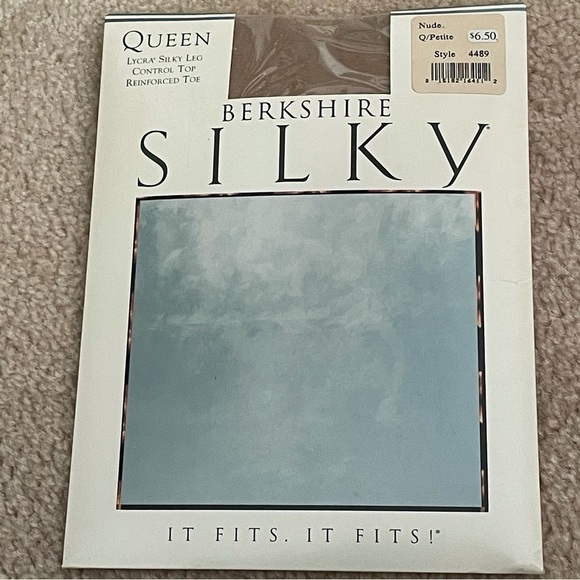 QUEEN
LYCRA® SILKY LEG
CONTROL TOP
REINFORCED TOE
Nude.
Q/Petite $6.50
Style 4489
BERKSHIRE
SILKY®
IT FITS. IT FITS!®